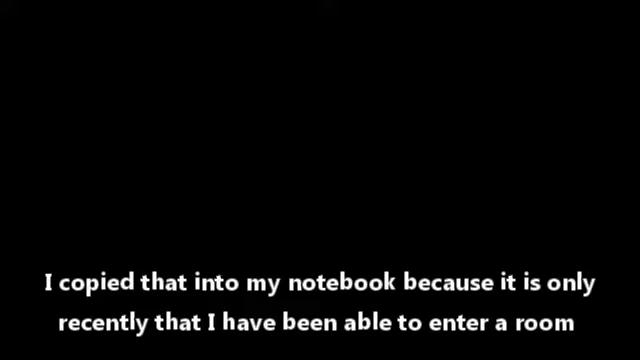 I copied that into my notebook because it is only
recently that I have been able to enter a room